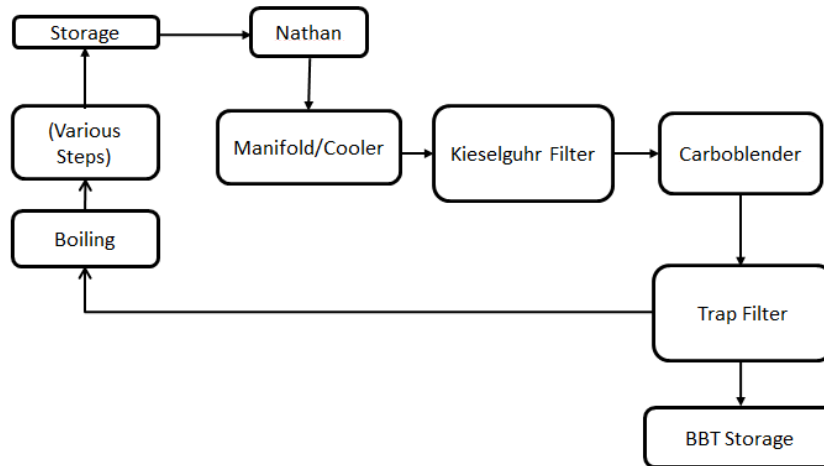 Storage
Nathan
(Various
Steps)
Manifold/Cooler
Kieselguhr Filter
Carboblender
Boiling
Trap Filter
BBT Storage